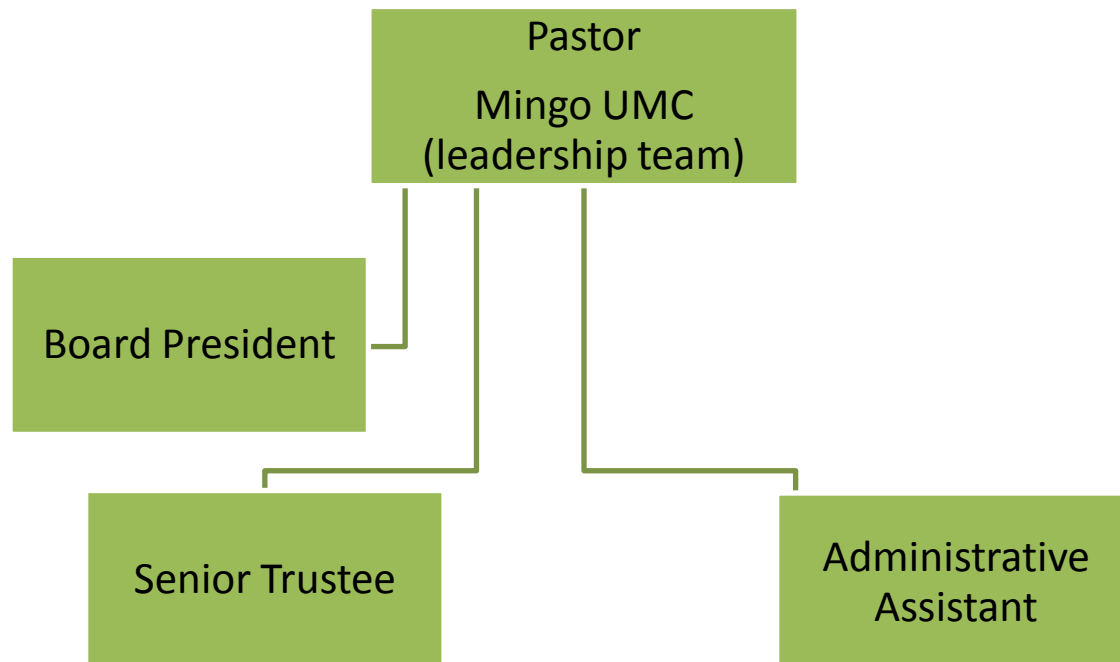 Pastor
Mingo UMC
(leadership team)
Board President
Senior Trustee
Administrative
Assistant